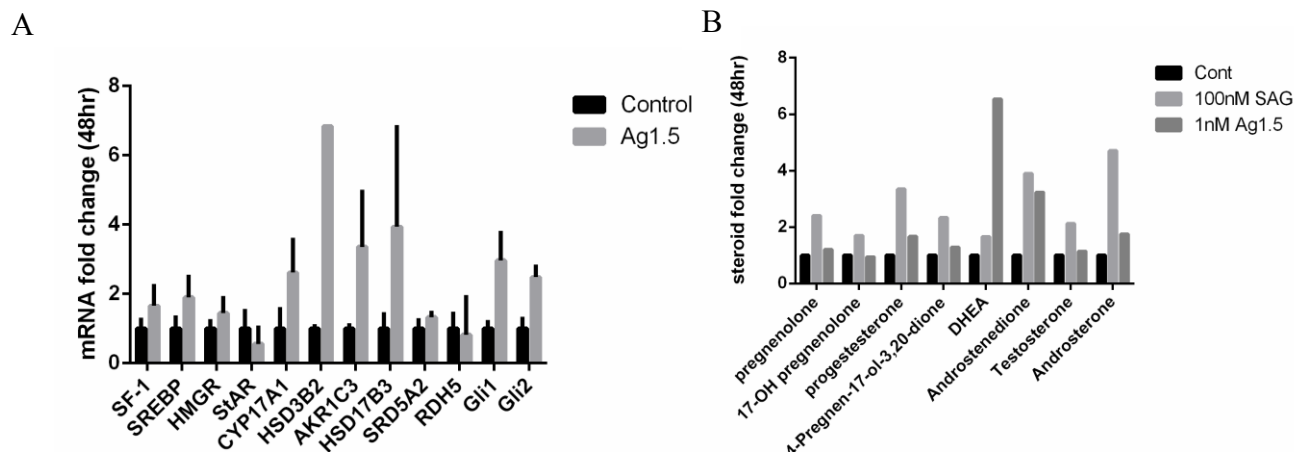 A
mRNA fold change (48hr)
8
6
4
2
0
Control
Ag1.5
SF-1
SREBP
HMGR
StAR
CYP17A1
HSD3B2
AKR1C3
HSD17B3
SRD5A2
RDH5
Gli1
Gli2
B
steroid fold change (48hr)
8
6
4
2
0
Cont
100nM SAG
1nM Ag1.5
pregnenolone
17-OH pregnenolone
progestesterone
4-Pregnen-17-ol-3,20-dione
DHEA
Androstenedione
Testosterone
Androsterone